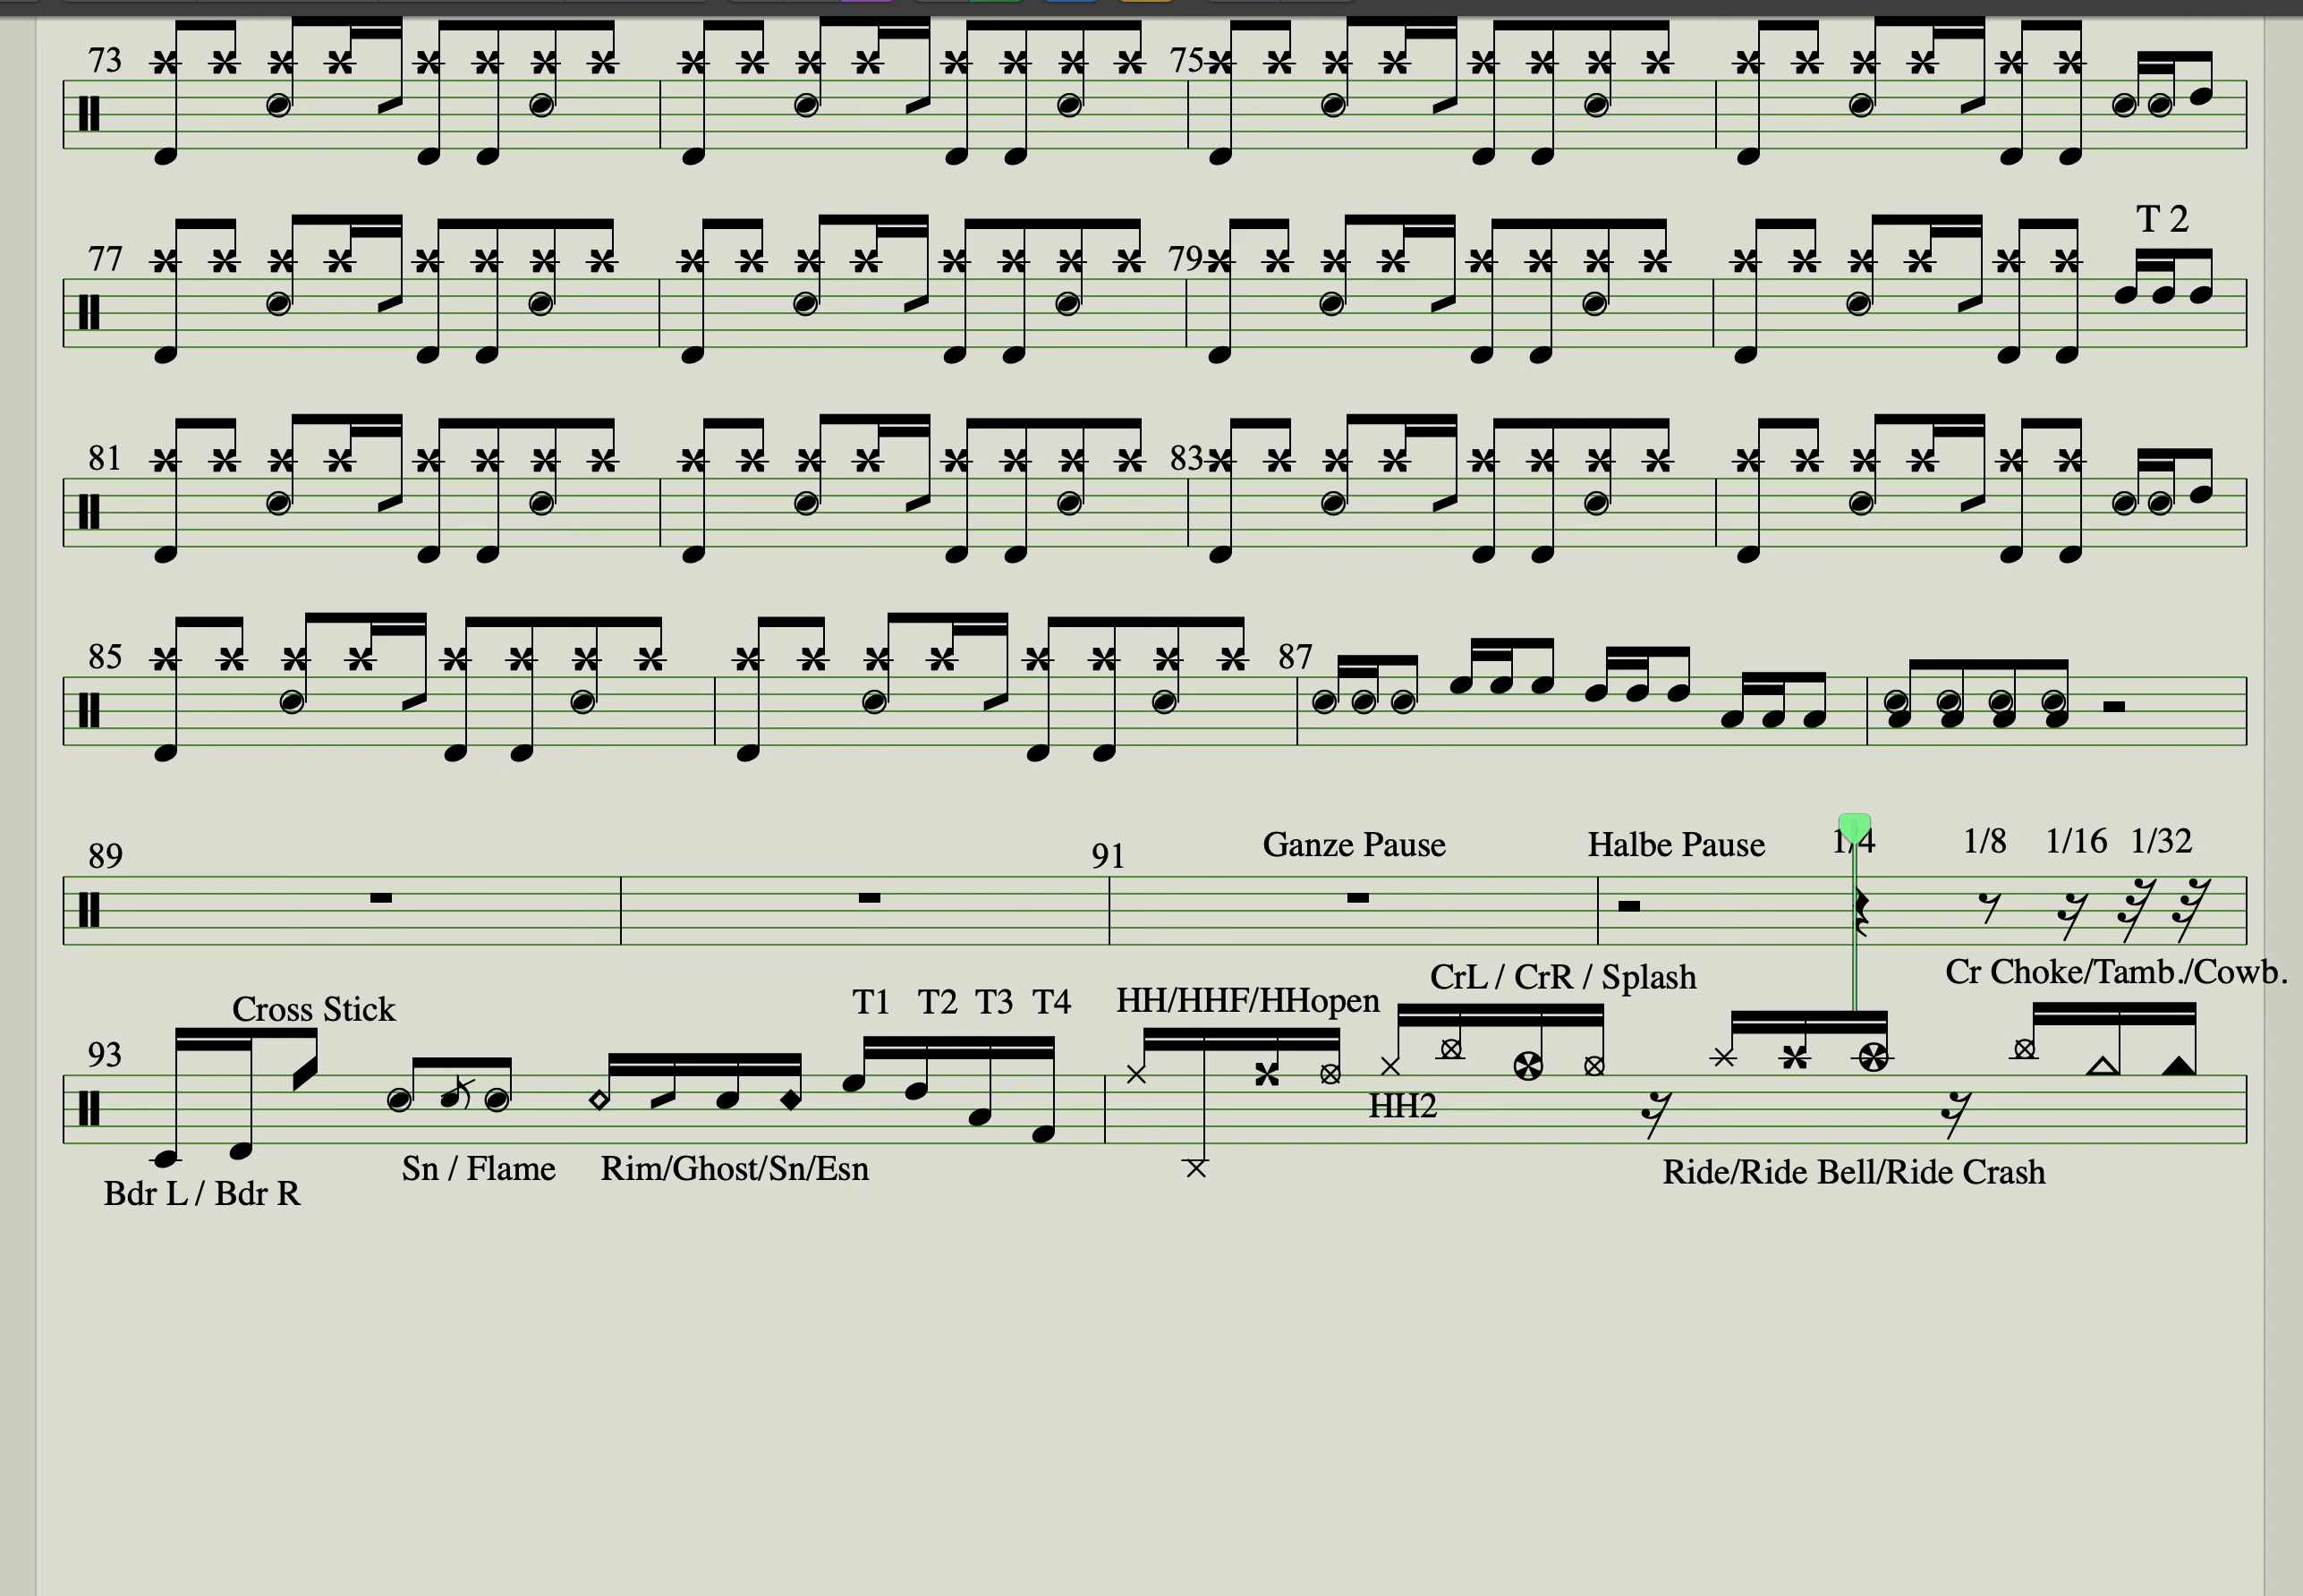 73
75
77
79
T 2
81
83
85
87
89
91
Ganze Pause
Halbe Pause
1/4
1/8
1/16
1/32
93
Cross Stick
T1
T2
T3
T4
HH/HHF/HHopen
CrL / CrR / Splash
Cr Choke/Tamb./Cowb.
HH2
Bdr L / Bdr R
Sn / Flame
Rim/Ghost/Sn/Esn
Ride/Ride Bell/Ride Crash